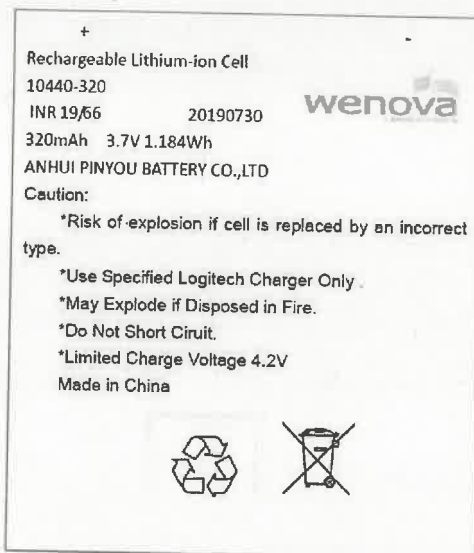 + -
Rechargeable Lithium-ion Cell
10440-320
INR 19/66 20190730
wenova
320mAh 3.7V 1.184Wh
ANHUI PINYOU BATTERY CO.,LTD
Caution:
*Risk of explosion if cell is replaced by an incorrect
type.
*Use Specified Logitech Charger Only .
*May Explode if Disposed in Fire.
*Do Not Short Ciruit.
*Limited Charge Voltage 4.2V
Made in China